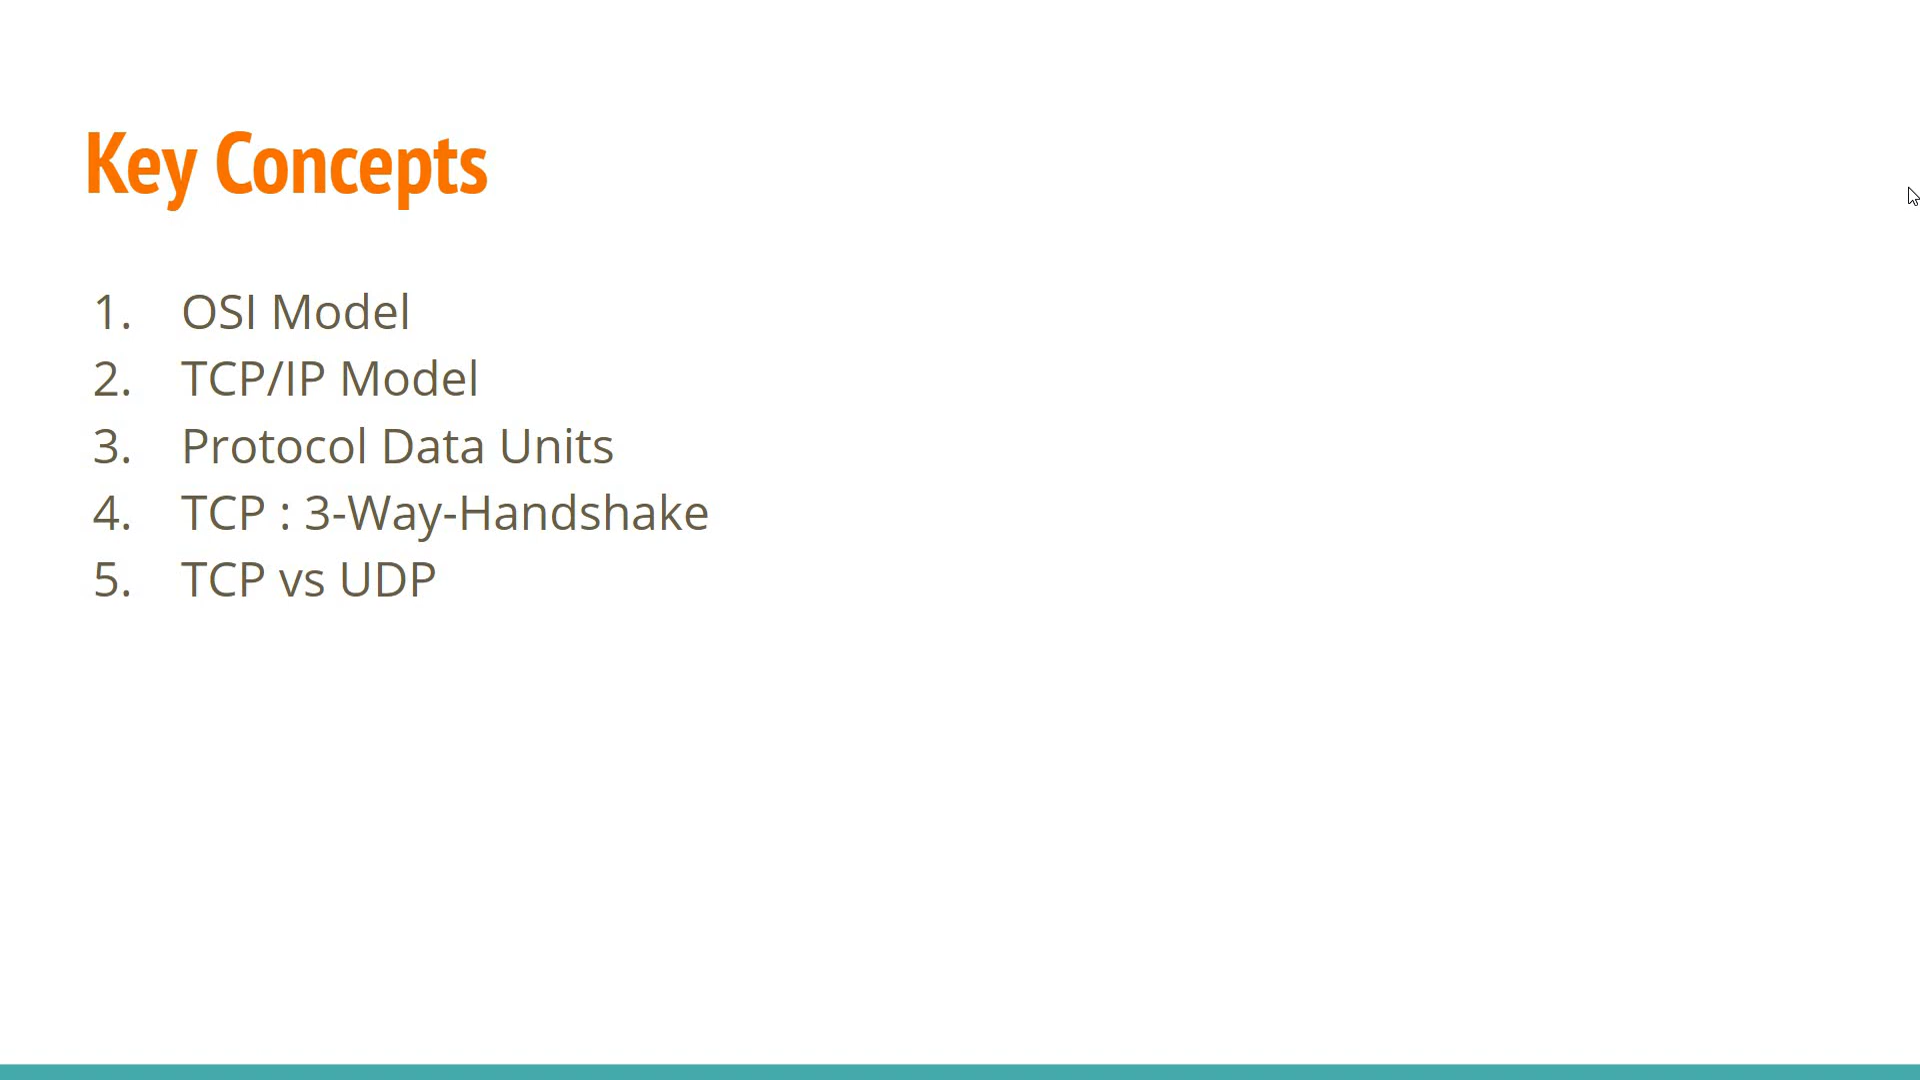 Key Concepts
1. OSI Model
2. TCP/IP Model
3. Protocol Data Units
4. TCP : 3-Way-Handshake
5. TCP vs UDP